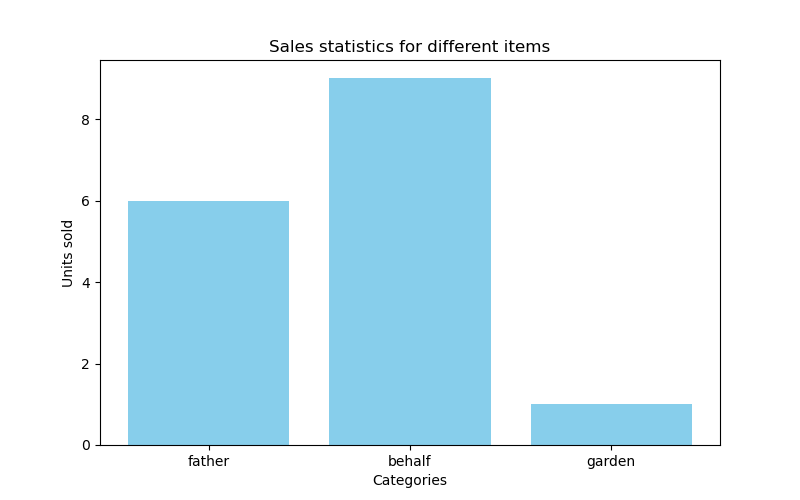 Sales statistics for different items
Units sold
8
6
4
2
0
father behalf garden
Categories